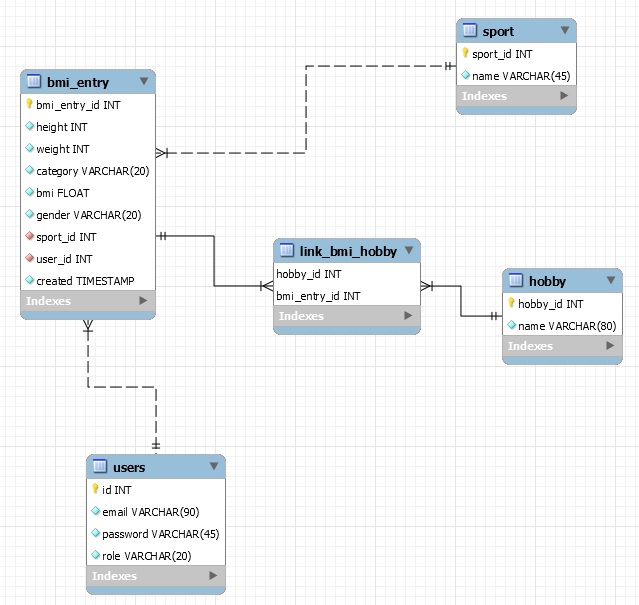 sport
sport_id INT
name VARCHAR(45)
Indexes
bmi_entry
bmi_entry_id INT
height INT
weight INT
category VARCHAR(20)
bmi FLOAT
gender VARCHAR(20)
sport_id INT
user_id INT
created TIMESTAMP
Indexes
link_bmi_hobby
hobby_id INT
bmi_entry_id INT
Indexes
hobby
hobby_id INT
name VARCHAR(80)
Indexes
users
id INT
email VARCHAR(90)
password VARCHAR(45)
role VARCHAR(20)
Indexes